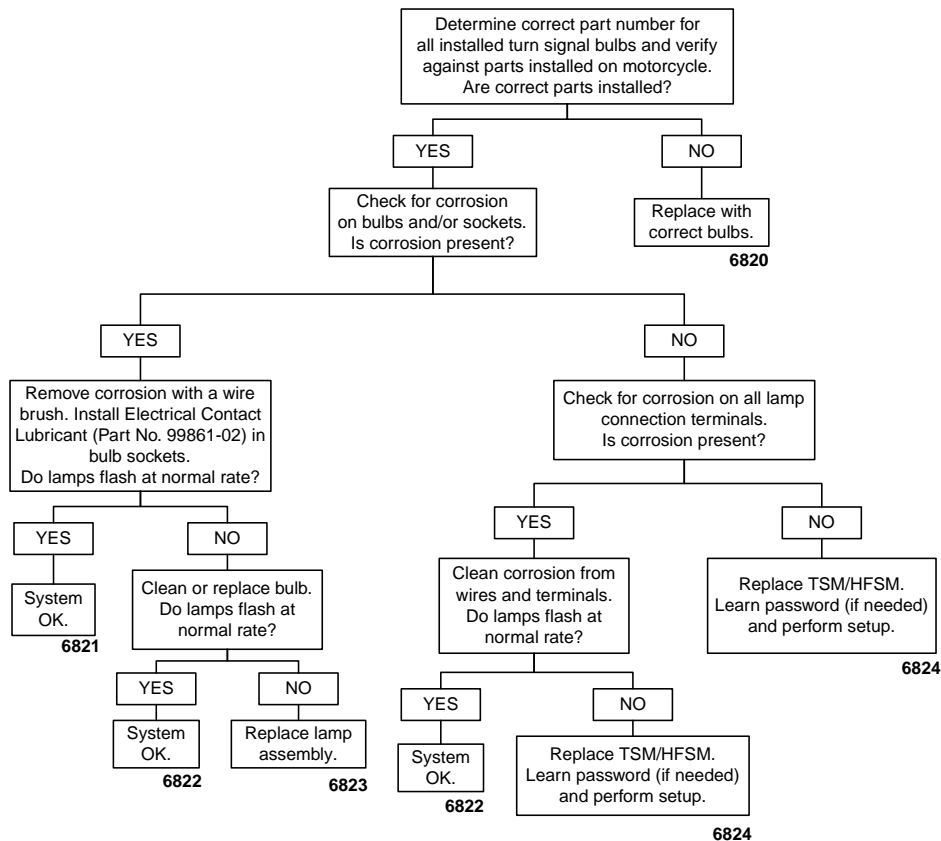 Determine correct part number for
all installed turn signal bulbs and verify
against parts installed on motorcycle.
Are correct parts installed?
YES
NO
Check for corrosion
on bulbs and/or sockets.
Is corrosion present?
Replace with
correct bulbs.
6820
YES
NO
Remove corrosion with a wire
brush. Install Electrical Contact
Lubricant (Part No. 99861-02) in
bulb sockets.
Do lamps flash at normal rate?
Check for corrosion on all lamp
connection terminals.
Is corrosion present?
YES
NO
YES
NO
System
OK.
6821
Clean or replace bulb.
Do lamps flash at
normal rate?
Clean corrosion from
wires and terminals.
Do lamps flash at
normal rate?
Replace TSM/HFSM.
Learn password (if needed)
and perform setup.
6824
YES
NO
YES
NO
System
OK.
6822
Replace lamp
assembly.
6823
System
OK.
6822
Replace TSM/HFSM.
Learn password (if needed)
and perform setup.
6824